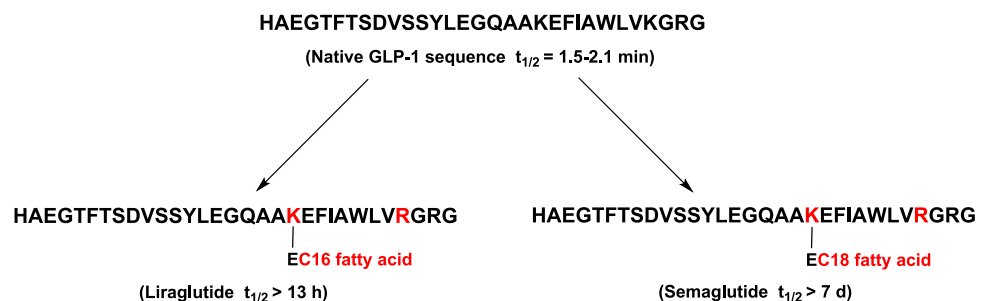 HAEGTFTSDVSSYLEGQAAKEFIAWLVKGRG
(Native GLP-1 sequence t1/2 = 1.5-2.1 min)
HAEGTFTSDVSSYLEGQAAKEFIAWLVRGRG
EC16 fatty acid
(Liraglutide t1/2 > 13 h)
HAEGTFTSDVSSYLEGQAAKEFIAWLVRGRG
EC18 fatty acid
(Semaglutide t1/2 > 7 d)